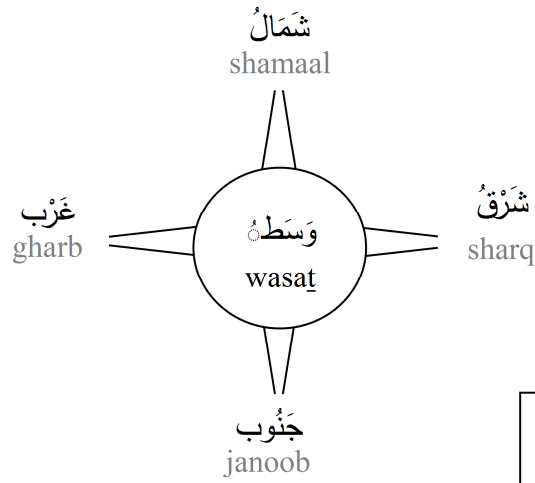 شَمَالُ
shamaal
غَرْب
gharb
وَسَطُ
wasaṯ
شَرْقُ
sharq
جَنُوب
janoob